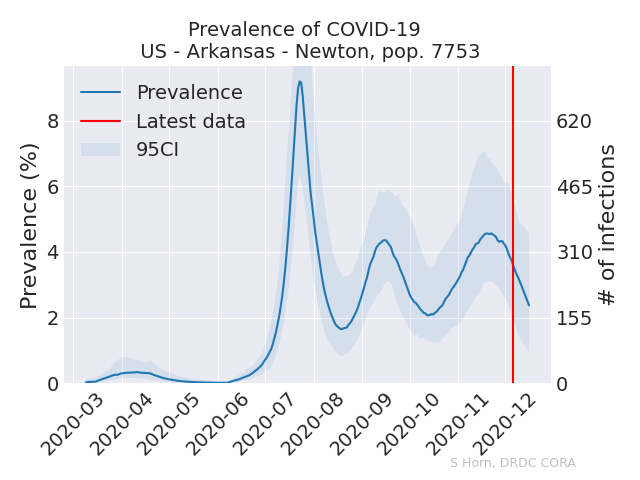 Prevalence of COVID-19
US - Arkansas - Newton, pop. 7753
Prevalence
Latest data
95CI
Prevalence (%)
8
6
4
2
0
# of infections
620
465
310
155
0
2020-03
2020-04
2020-05
2020-06
2020-07
2020-08
2020-09
2020-10
2020-11
2020-12
S Horn, DRDC CORA